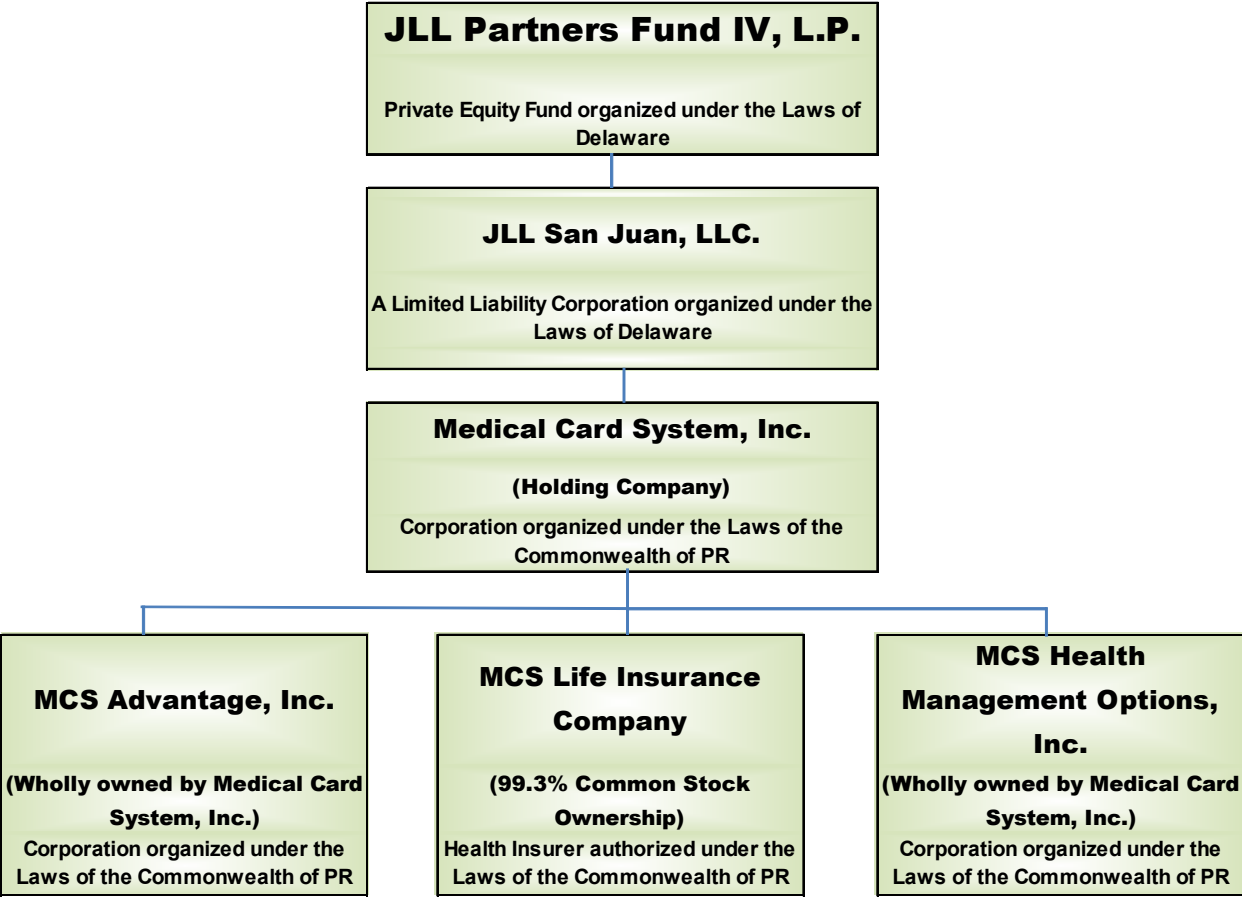 JLL Partners Fund IV, L.P.
Private Equity Fund organized under the Laws of
Delaware
JLL San Juan, LLC.
A Limited Liability Corporation organized under the
Laws of Delaware
Medical Card System, Inc.
(Holding Company)
Corporation organized under the Laws of the
Commonwealth of PR
MCS Advantage, Inc.
(Wholly owned by Medical Card
System, Inc.)
Corporation organized under the
Laws of the Commonwealth of PR
MCS Life Insurance
Company
(99.3% Common Stock
Ownership)
Health Insurer authorized under the
Laws of the Commonwealth of PR
MCS Health
Management Options,
Inc.
(Wholly owned by Medical Card
System, Inc.)
Corporation organized under the
Laws of the Commonwealth of PR